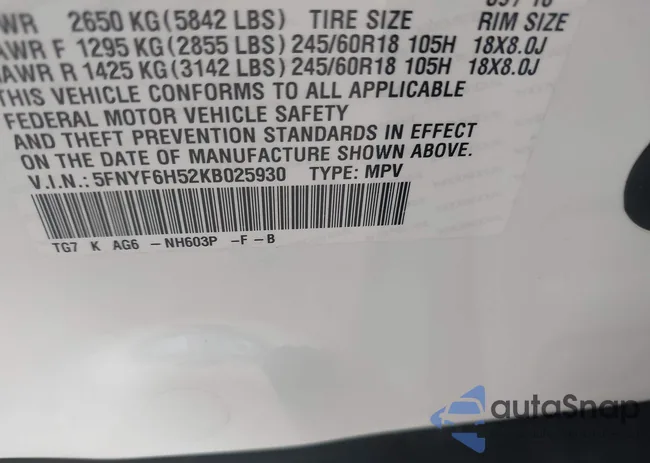 WR 2650 KG (5842 LBS) TIRE SIZE RIM SIZE
AWR F 1295 KG (2855 LBS) 245/60R18 105H 18X8.0J
AWR R 1425 KG (3142 LBS) 245/60R18 105H 18X8.0J
THIS VEHICLE CONFORMS TO ALL APPLICABLE
FEDERAL MOTOR VEHICLE SAFETY
AND THEFT PREVENTION STANDARDS IN EFFECT
ON THE DATE OF MANUFACTURE SHOWN ABOVE.
V.I.N.: 5FNYF6H52KB025930 TYPE: MPV
TG7 K AG6 -NH603P -F-B
autoSnap